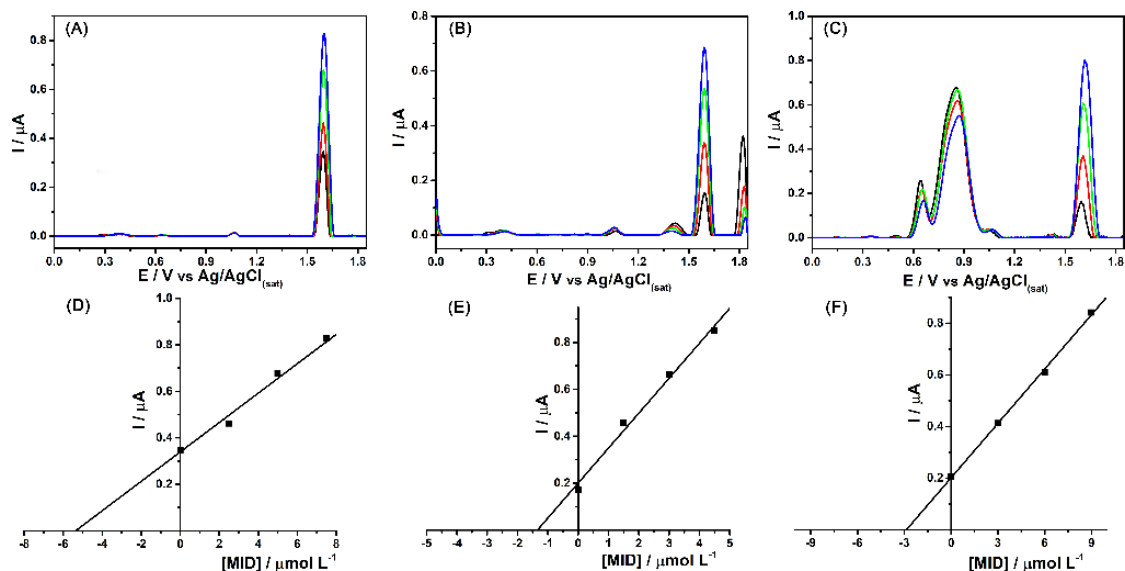 (A)
I / µA
0.8
0.6
0.4
0.2
0.0
0.0 0.3 0.6 0.9 1.2 1.5 1.8
E / V vs Ag/AgCl(sat)
(B)
I / µA
0.8
0.6
0.4
0.2
0.0
0.0 0.3 0.6 0.9 1.2 1.5 1.8
E / V vs Ag/AgCl(sat)
(C)
I / µA
1.0
0.8
0.6
0.4
0.2
0.0
0.0 0.3 0.6 0.9 1.2 1.5 1.8
E / V vs Ag/AgCl(sat)
(D)
I / µA
1.0
0.8
0.6
0.4
0.2
-8 -6 -4 -2 0 2 4 6 8
[MID] / µmol L-1
(E)
I / µA
0.8
0.6
0.4
0.2
-5 -4 -3 -2 -1 0 1 2 3 4 5
[MID] / µmol L-1
(F)
I / µA
0.8
0.6
0.4
0.2
-9 -6 -3 0 3 6 9
[MID] / µmol L-1